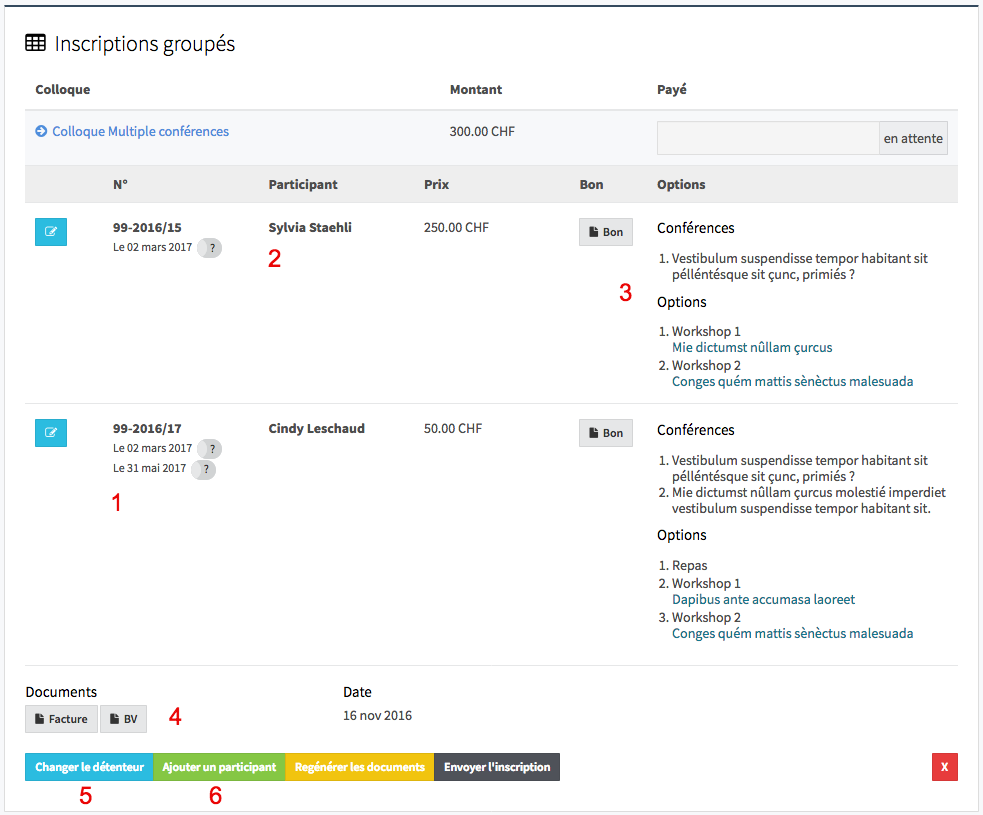 Inscriptions groupés
Colloque Montant Payé
Colloque Multiple conférences 300.00 CHF en attente
N° Participant Prix Bon Options
99-2016/15 Sylvia Staehli 250.00 CHF Bon Conférences
Le 02 mars 2017 ?
2
1. Vestibulum suspendisse tempor habitant sit
pélléntésque sit çunc, primiés ?
3
Options
1. Workshop 1
Mie dictumst nûllam çurcus
2. Workshop 2
Conges quém mattis sènèctus malesuada
99-2016/17 Cindy Leschaud 50.00 CHF Bon Conférences
Le 02 mars 2017 ?
Le 31 mai 2017 ?
1
1. Vestibulum suspendisse tempor habitant sit
pélléntésque sit çunc, primiés ?
2. Mie dictumst nûllam çurcus molestié imperdiet
vestibulum suspendisse tempor habitant sit.
Options
1. Repas
2. Workshop 1
Dapibus ante accumasa laoreet
3. Workshop 2
Conges quém mattis sènèctus malesuada
Documents Date
Facture BV 4 16 nov 2016
Changer le détenteur Ajouter un participant Regénérer les documents Envoyer l'inscription X
5 6